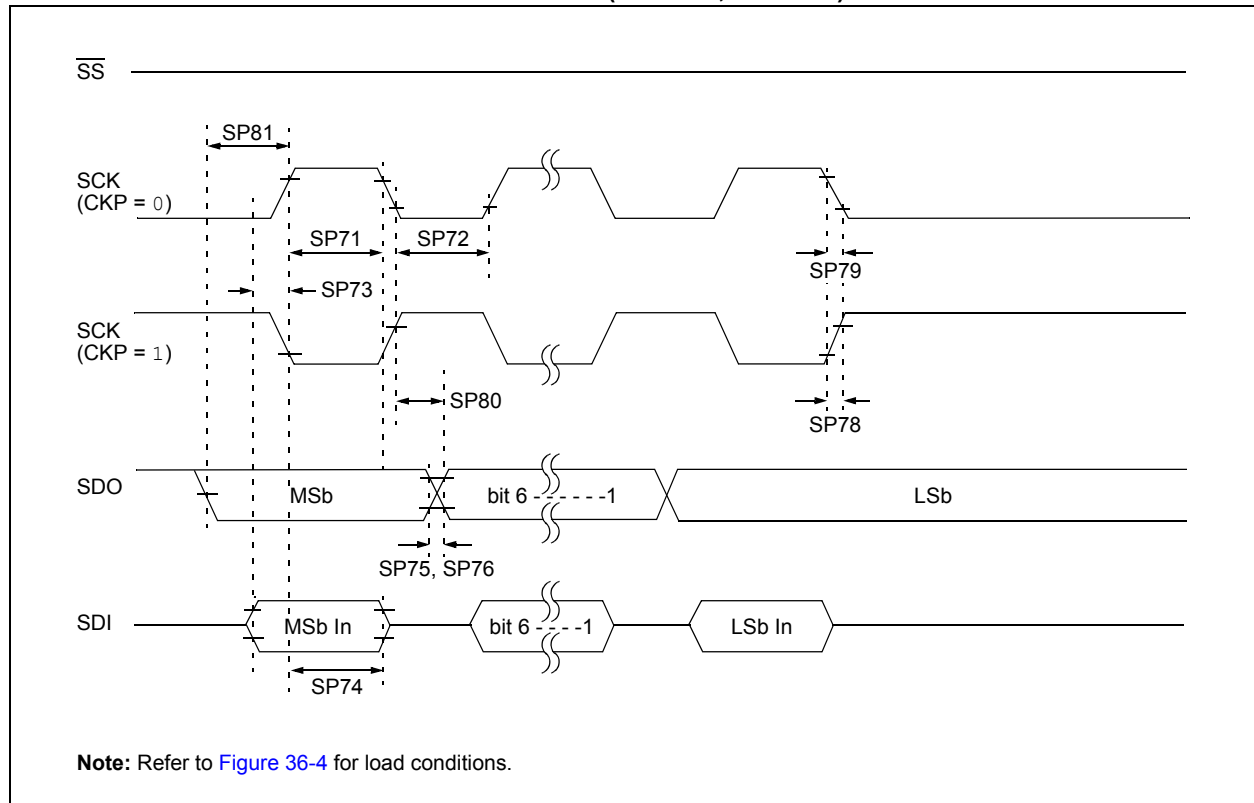 SS
SP81
SCK
(CKP = 0)
SP71
SP72
SP79
SP73
SCK
(CKP = 1)
SP80
SP78
SDO
MSb
bit 6 - - - - - -1
LSb
SP75, SP76
SDI
MSb In
bit 6 - - - - -1
LSb In
SP74
Note: Refer to Figure 36-4 for load conditions.